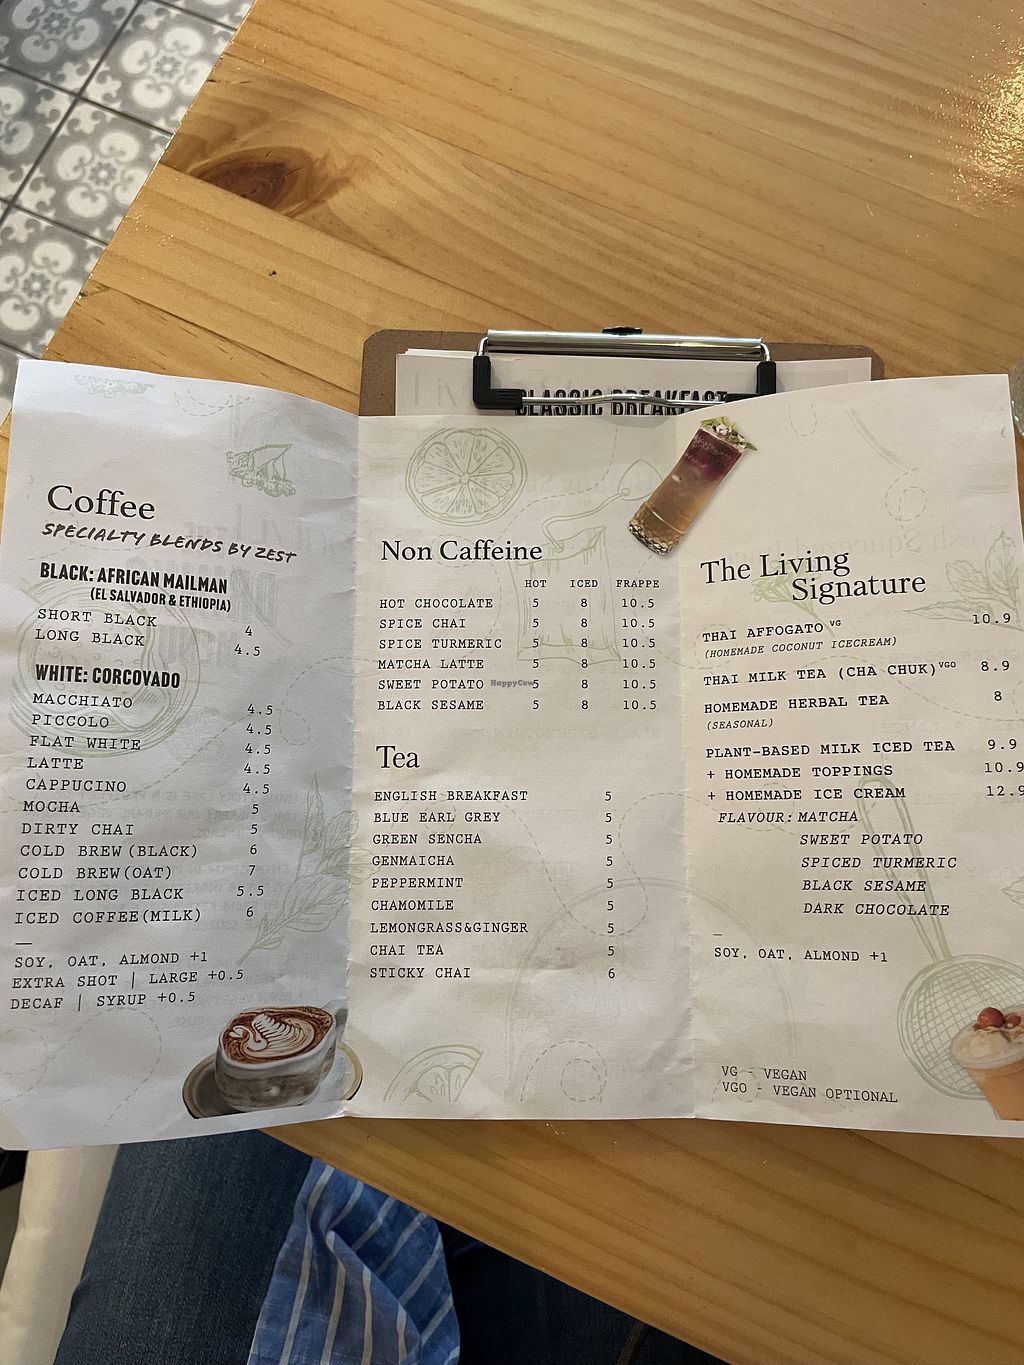 CLASSIC BREAKFAST
Coffee
SPECIALTY BLENDS BY ZEST
BLACK: AFRICAN MAILMAN
(EL SALVADOR & ETHIOPIA)
SHORT BLACK 4
LONG BLACK 4.5
WHITE: CORCOVADO
MACCHIATO 4.5
PICCOLO 4.5
FLAT WHITE 4.5
LATTE 4.5
CAPPUCINO 4.5
MOCHA 5
DIRTY CHAI 5
COLD BREW (BLACK) 6
COLD BREW(OAT) 7
ICED LONG BLACK 5.5
ICED COFFEE(MILK) 6
—
SOY, OAT, ALMOND +1
EXTRA SHOT | LARGE +0.5
DECAF | SYRUP +0.5
Non Caffeine
HOT ICED FRAPPE
HOT CHOCOLATE 5 8 10.5
SPICE CHAI 5 8 10.5
SPICE TURMERIC 5 8 10.5
MATCHA LATTE 5 8 10.5
SWEET POTATO 5 8 10.5
HappyCow
BLACK SESAME 5 8 10.5
Tea
ENGLISH BREAKFAST 5
BLUE EARL GREY 5
GREEN SENCHA 5
GENMAICHA 5
PEPPERMINT 5
CHAMOMILE 5
LEMONGRASS&GINGER 5
CHAI TEA 5
STICKY CHAI 6
The Living
Signature
THAI AFFOGATO VG 10.9
(HOMEMADE COCONUT ICECREAM)
THAI MILK TEA (CHA CHUK) VGO 8.9
HOMEMADE HERBAL TEA 8
(SEASONAL)
PLANT-BASED MILK ICED TEA 9.9
+ HOMEMADE TOPPINGS 10.9
+ HOMEMADE ICE CREAM 12.9
FLAVOUR: MATCHA
SWEET POTATO
SPICED TURMERIC
BLACK SESAME
DARK CHOCOLATE
–
SOY, OAT, ALMOND +1
VG - VEGAN
VGO - VEGAN OPTIONAL